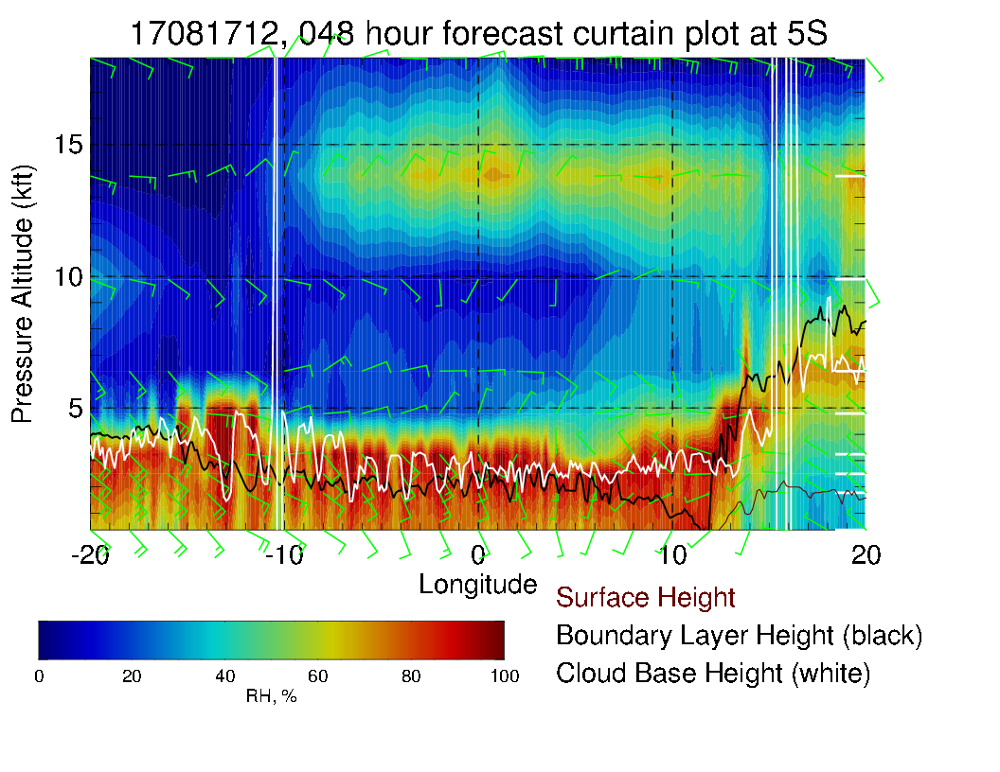 17081712, 048 hour forecast curtain plot at 5S
Pressure Altitude (kft)
15
10
5
-20
-10
0
10
20
Longitude
Surface Height
Boundary Layer Height (black)
Cloud Base Height (white)
0 20 40 60 80 100
RH, %